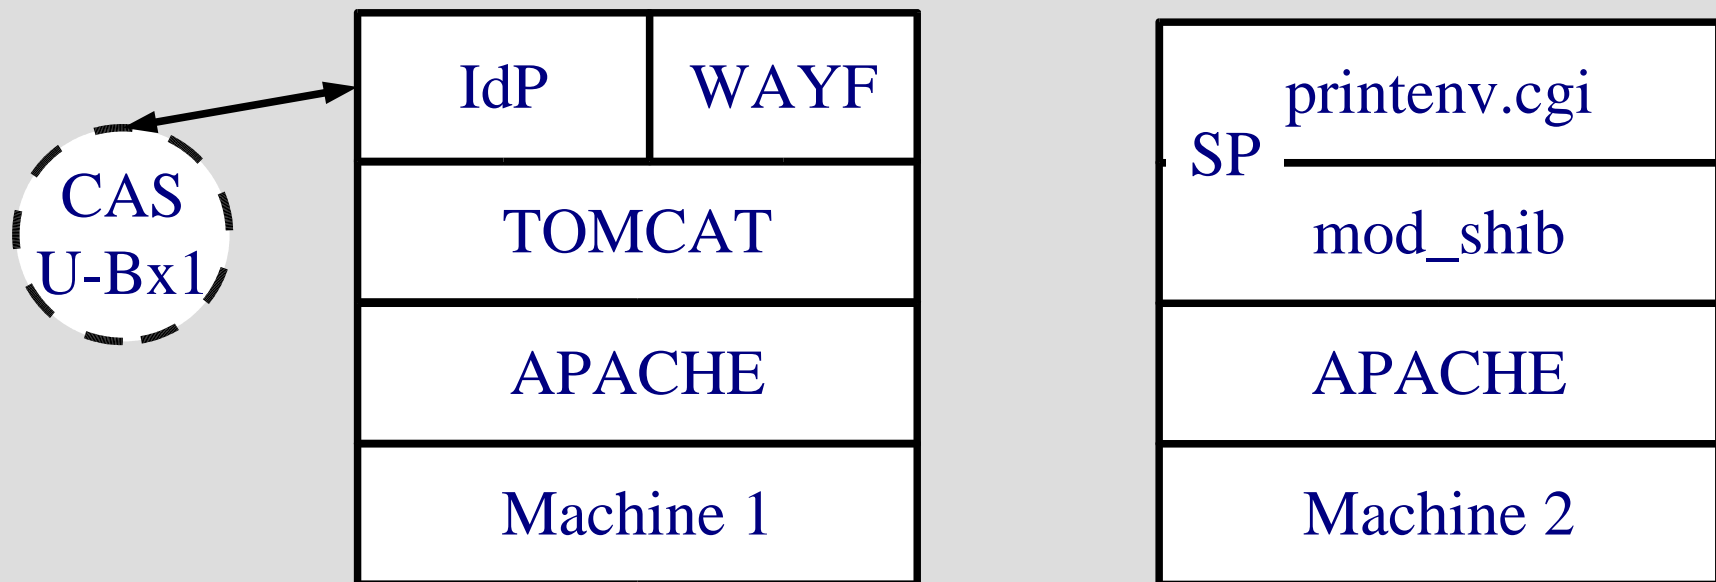 CAS
U-Bx1
IdP
WAYF
TOMCAT
APACHE
Machine 1
printenv.cgi
SP
mod_shib
APACHE
Machine 2